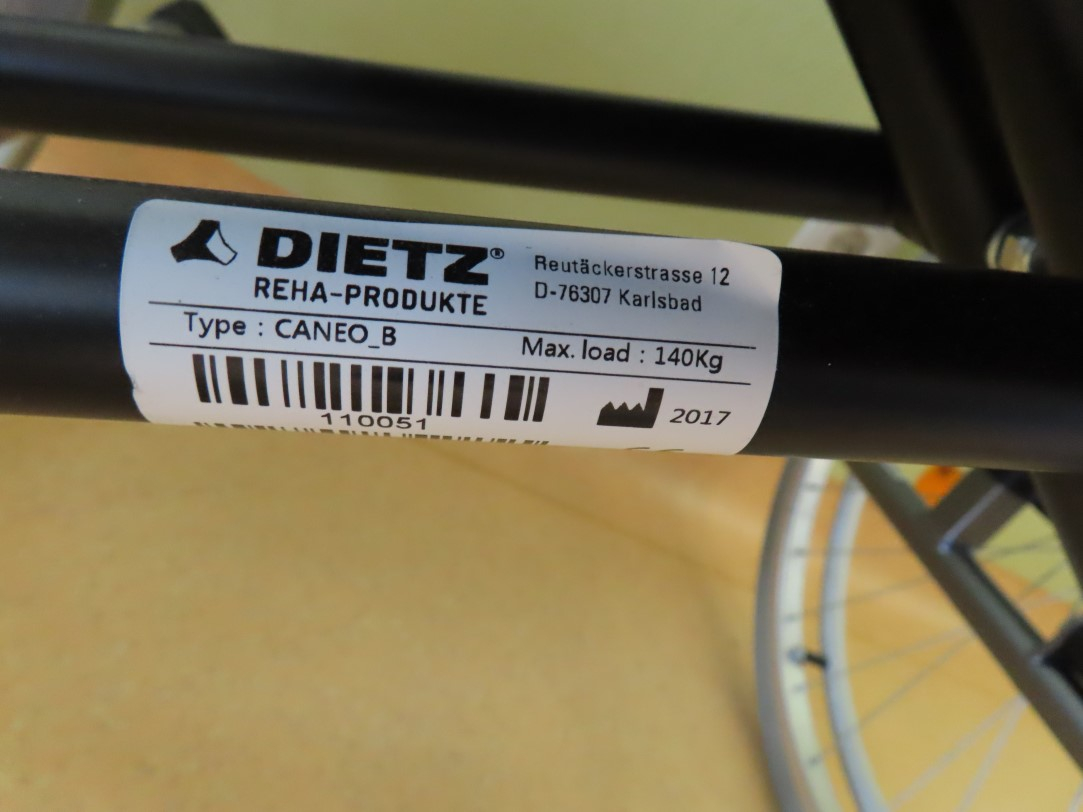 DIETZ®
REHA-PRODUKTE
Reutäckerstrasse 12
D-76307 Karlsbad
Type : CANEO_B
Max. load : 140Kg
110051
2017